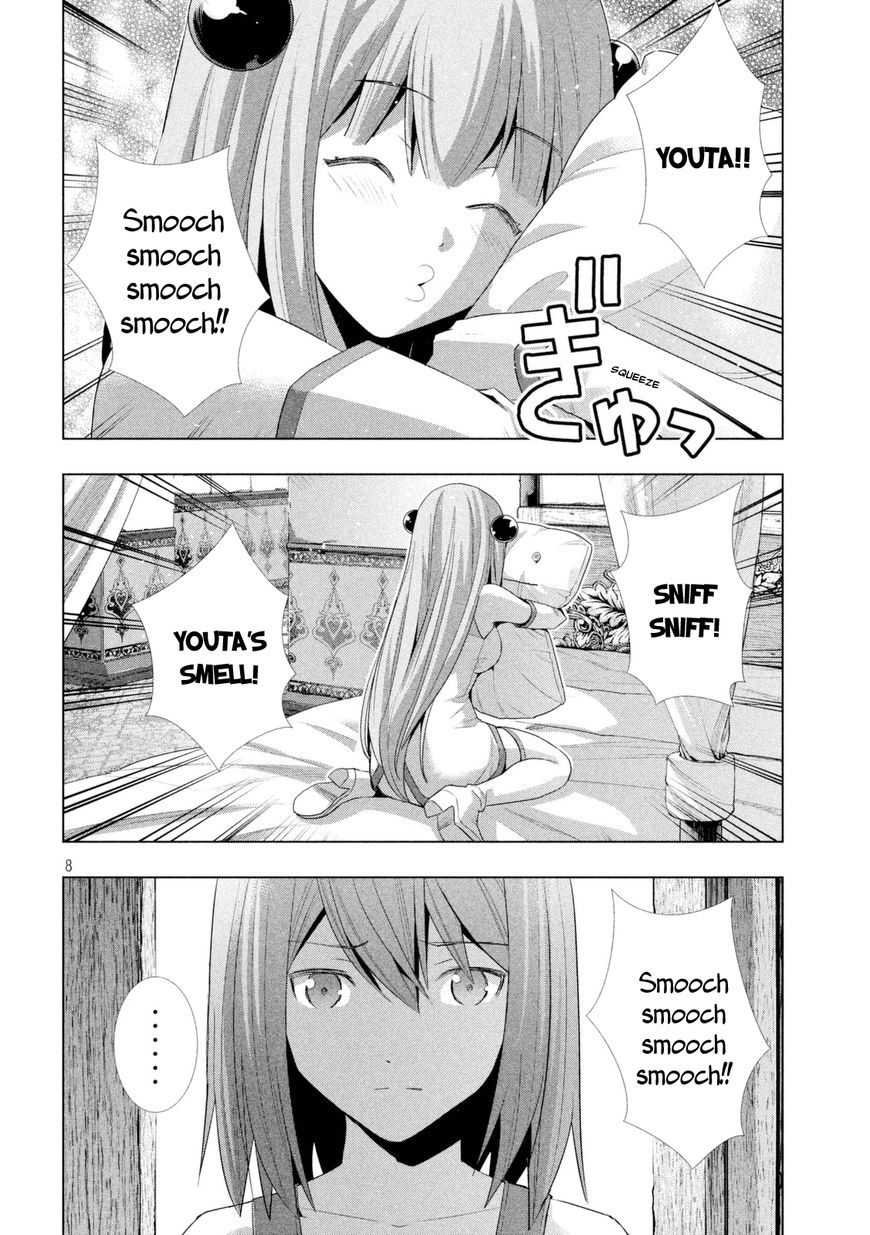 YOUTA!!
Smooch
smooch
smooch
smooch!!
ぎゅっ
SQUEEZE
SNIFF
SNIFF!
YOUTA'S
SMELL!
8
Smooch
smooch
smooch
smooch!!
......